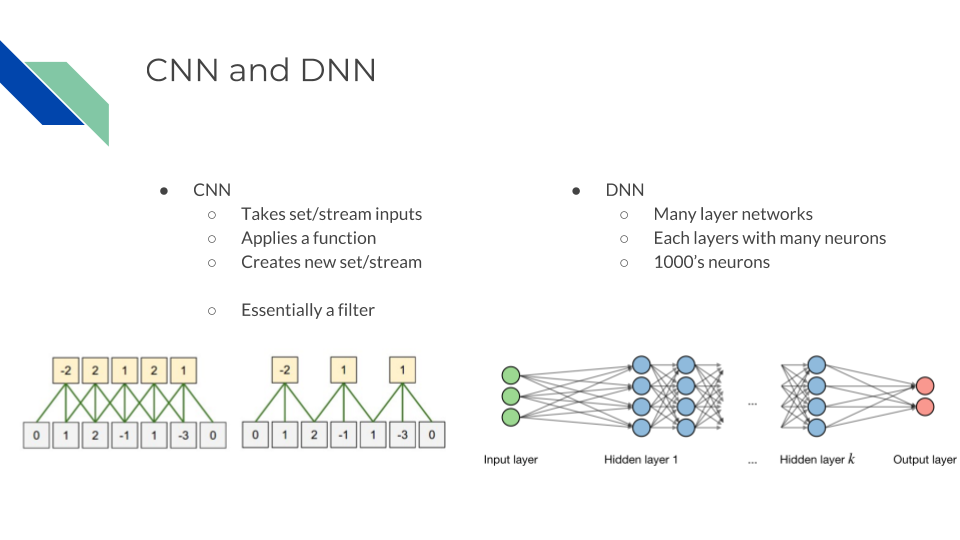 CNN and DNN
● CNN
○ Takes set/stream inputs
○ Applies a function
○ Creates new set/stream
○ Essentially a filter
● DNN
○ Many layer networks
○ Each layers with many neurons
○ 1000’s neurons
-2 2 1 2 1
0 1 2 -1 1 -3 0
-2 1 1
0 1 2 -1 1 -3 0
...
Input layer Hidden layer 1 ... Hidden layer k Output layer